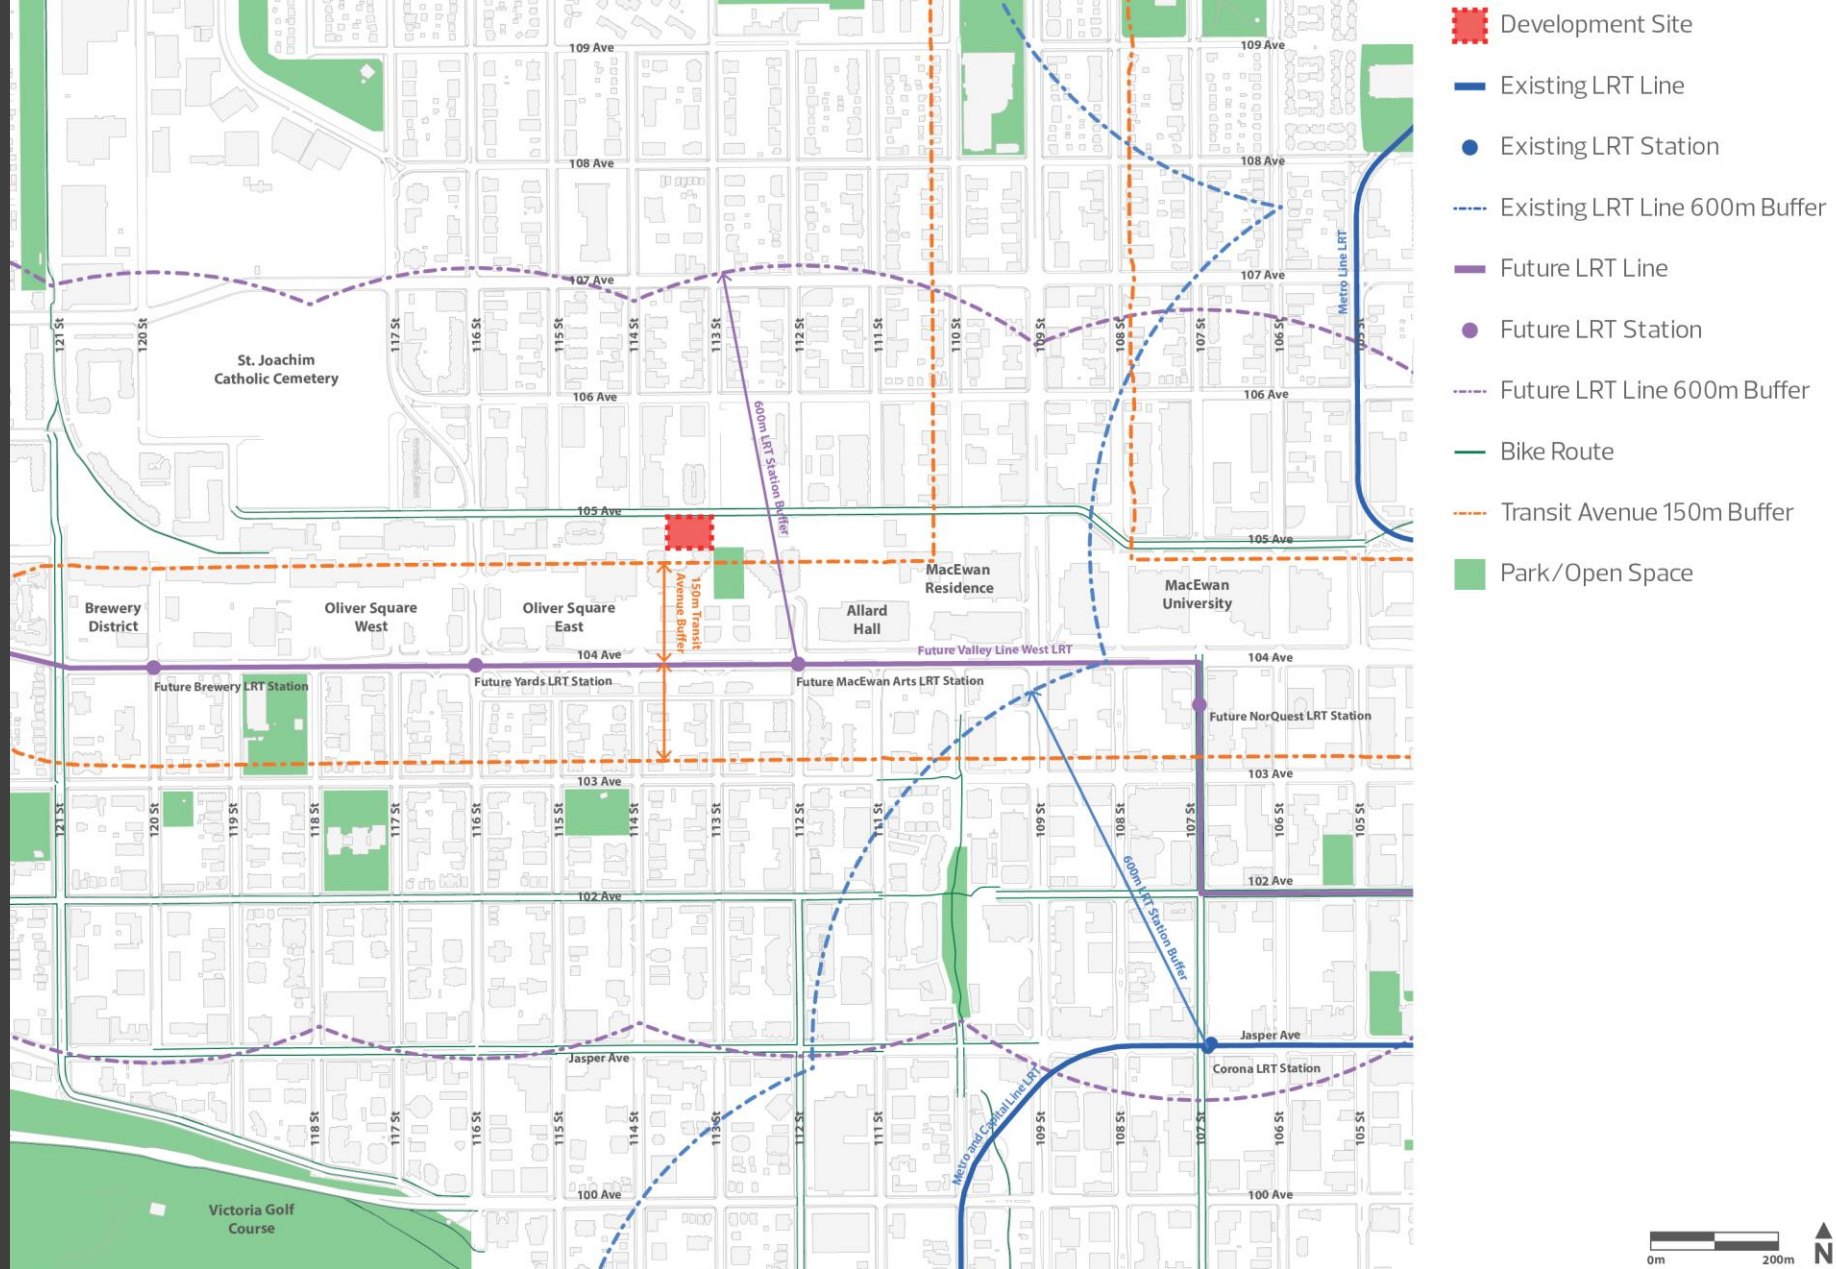 Development Site
Existing LRT Line
Existing LRT Station
Existing LRT Line 600m Buffer
Future LRT Line
Future LRT Station
Future LRT Line 600m Buffer
Bike Route
Transit Avenue 150m Buffer
Park/Open Space
109 Ave
109 Ave
108 Ave
108 Ave
107 Ave
107 Ave
Metro Line LRT
121 St
120 St
117 St
116 St
115 St
114 St
113 St
112 St
111 St
110 St
109 St
108 St
107 St
106 St
105 St
St. Joachim
Catholic Cemetery
106 Ave
106 Ave
600m LRT Station Buffer
105 Ave
105 Ave
MacEwan
Residence
MacEwan
University
Brewery
District
Oliver Square
West
Oliver Square
East
150m Transit
Avenue Buffer
Allard
Hall
104 Ave
Future Valley Line West LRT
104 Ave
Future Brewery LRT Station
Future Yards LRT Station
Future MacEwan Arts LRT Station
Future NorQuest LRT Station
103 Ave
103 Ave
121 St
120 St
119 St
118 St
117 St
116 St
115 St
114 St
113 St
112 St
111 St
109 St
108 St
107 St
106 St
105 St
600m LRT Station Buffer
102 Ave
102 Ave
Jasper Ave
Jasper Ave
Corona LRT Station
Metro and Capital Line LRT
118 St
117 St
116 St
115 St
114 St
113 St
112 St
111 St
109 St
108 St
107 St
106 St
105 St
100 Ave
100 Ave
Victoria Golf
Course
0m
200m
N